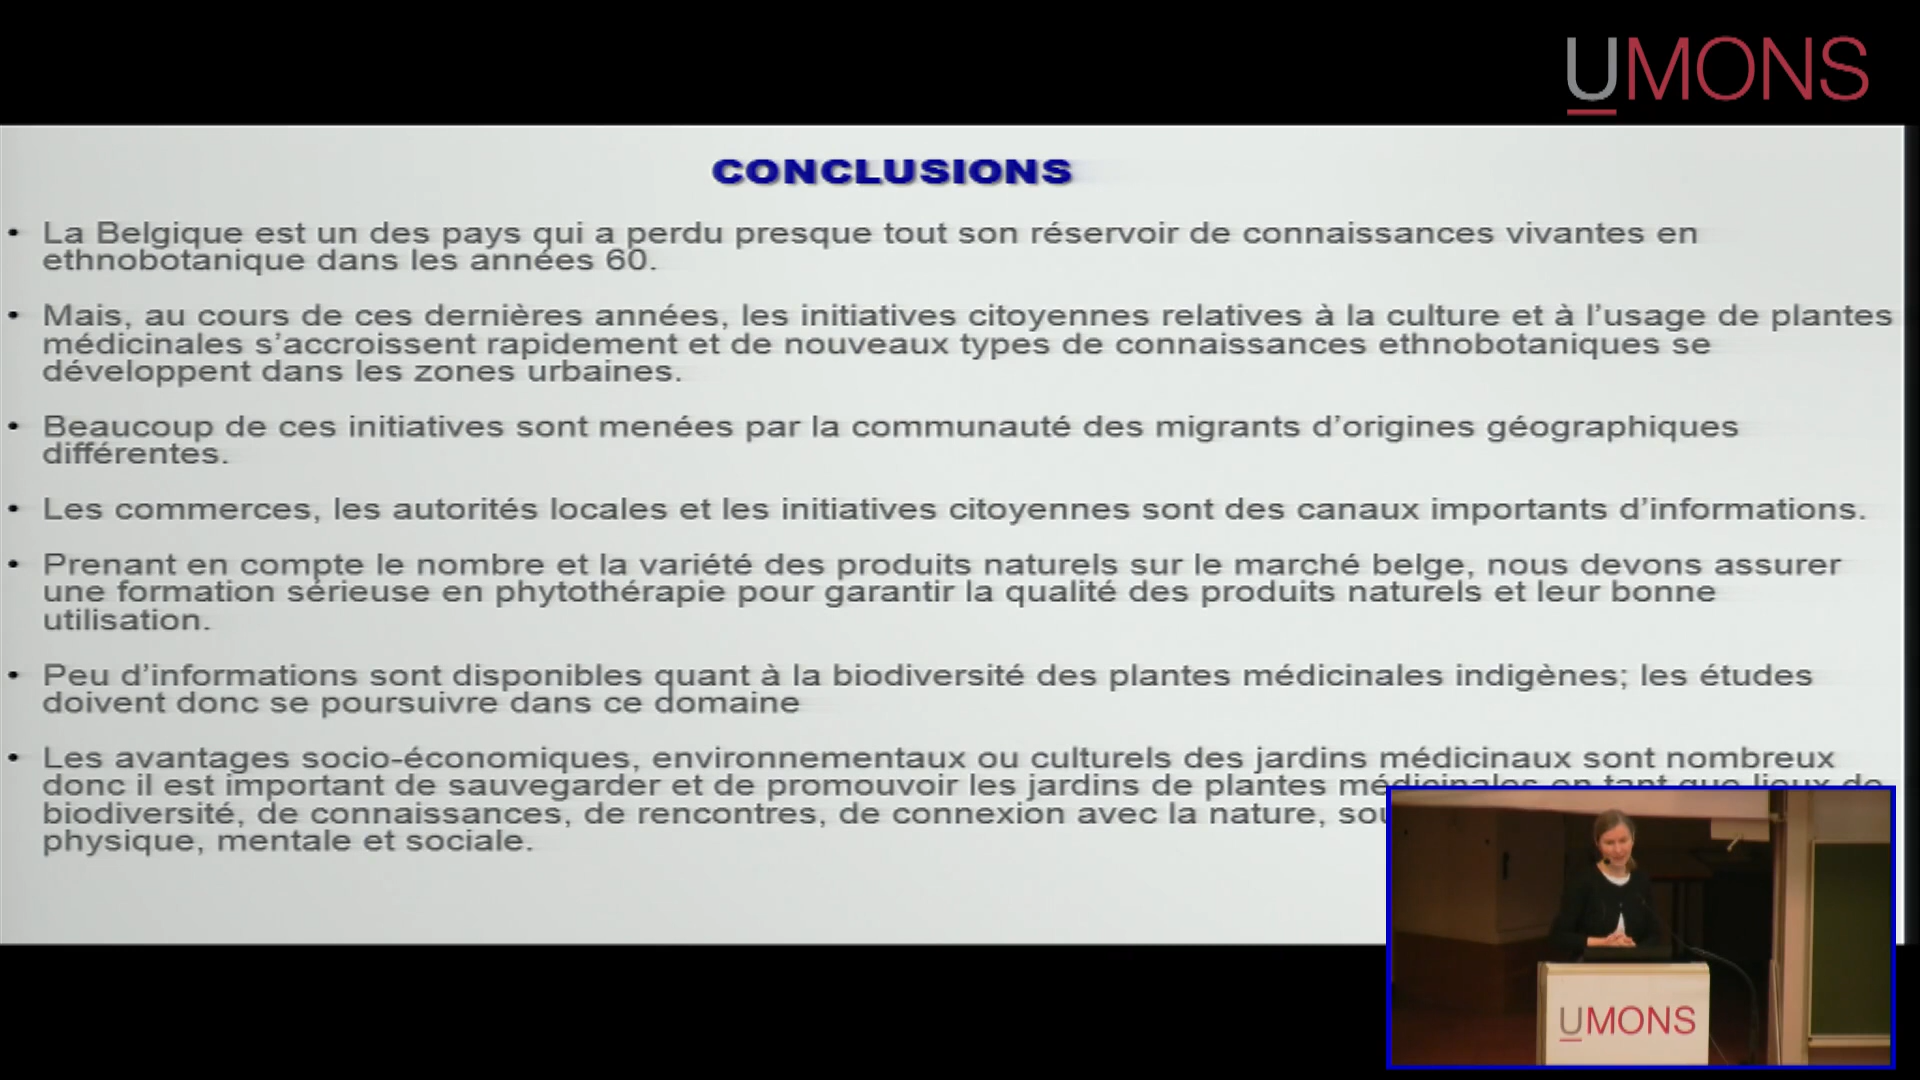 UMONS
CONCLUSIONS
• La Belgique est un des pays qui a perdu presque tout son réservoir de connaissances vivantes en
ethnobotanique dans les années 60.
• Mais, au cours de ces dernières années, les initiatives citoyennes relatives à la culture et à l'usage de plantes
médicinales s'accroissent rapidement et de nouveaux types de connaissances ethnobotaniques se
développent dans les zones urbaines.
• Beaucoup de ces initiatives sont menées par la communauté des migrants d'origines géographiques
différentes.
• Les commerces, les autorités locales et les initiatives citoyennes sont des canaux importants d'informations.
• Prenant en compte le nombre et la variété des produits naturels sur le marché belge, nous devons assurer
une formation sérieuse en phytothérapie pour garantir la qualité des produits naturels et leur bonne
utilisation.
• Peu d'informations sont disponibles quant à la biodiversité des plantes médicinales indigènes; les études
doivent donc se poursuivre dans ce domaine
• Les avantages socio-économiques, environnementaux ou culturels des jardins médicinaux sont nombreux
donc il est important de sauvegarder et de promouvoir les jardins de plantes médicinales en tant que lieux de
biodiversité, de connaissances, de rencontres, de connexion avec la nature,
physique, mentale et sociale.
UMONS